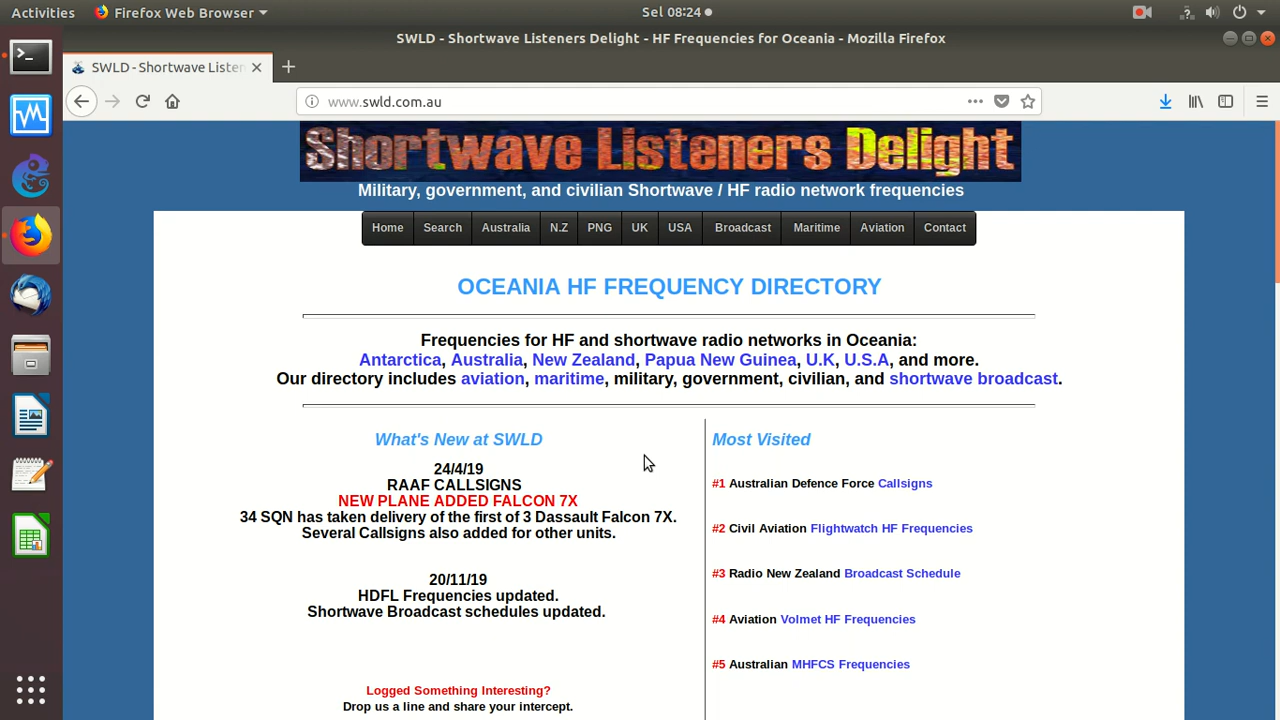 Activities Firefox Web Browser Sel 08:24
SWLD - Shortwave Listeners Delight - HF Frequencies for Oceania - Mozilla Firefox
SWLD - Shortwave Listen
www.swld.com.au
Shortwave Listeners Delight
Military, government, and civilian Shortwave / HF radio network frequencies
Home Search Australia N.Z PNG UK USA Broadcast Maritime Aviation Contact
OCEANIA HF FREQUENCY DIRECTORY
Frequencies for HF and shortwave radio networks in Oceania:
Antarctica, Australia, New Zealand, Papua New Guinea, U.K, U.S.A, and more.
Our directory includes aviation, maritime, military, government, civilian, and shortwave broadcast.
What's New at SWLD
24/4/19
RAAF CALLSIGNS
NEW PLANE ADDED FALCON 7X
34 SQN has taken delivery of the first of 3 Dassault Falcon 7X.
Several Callsigns also added for other units.
20/11/19
HDFL Frequencies updated.
Shortwave Broadcast schedules updated.
Logged Something Interesting?
Drop us a line and share your intercept.
Most Visited
#1 Australian Defence Force Callsigns
#2 Civil Aviation Flightwatch HF Frequencies
#3 Radio New Zealand Broadcast Schedule
#4 Aviation Volmet HF Frequencies
#5 Australian MHFCS Frequencies